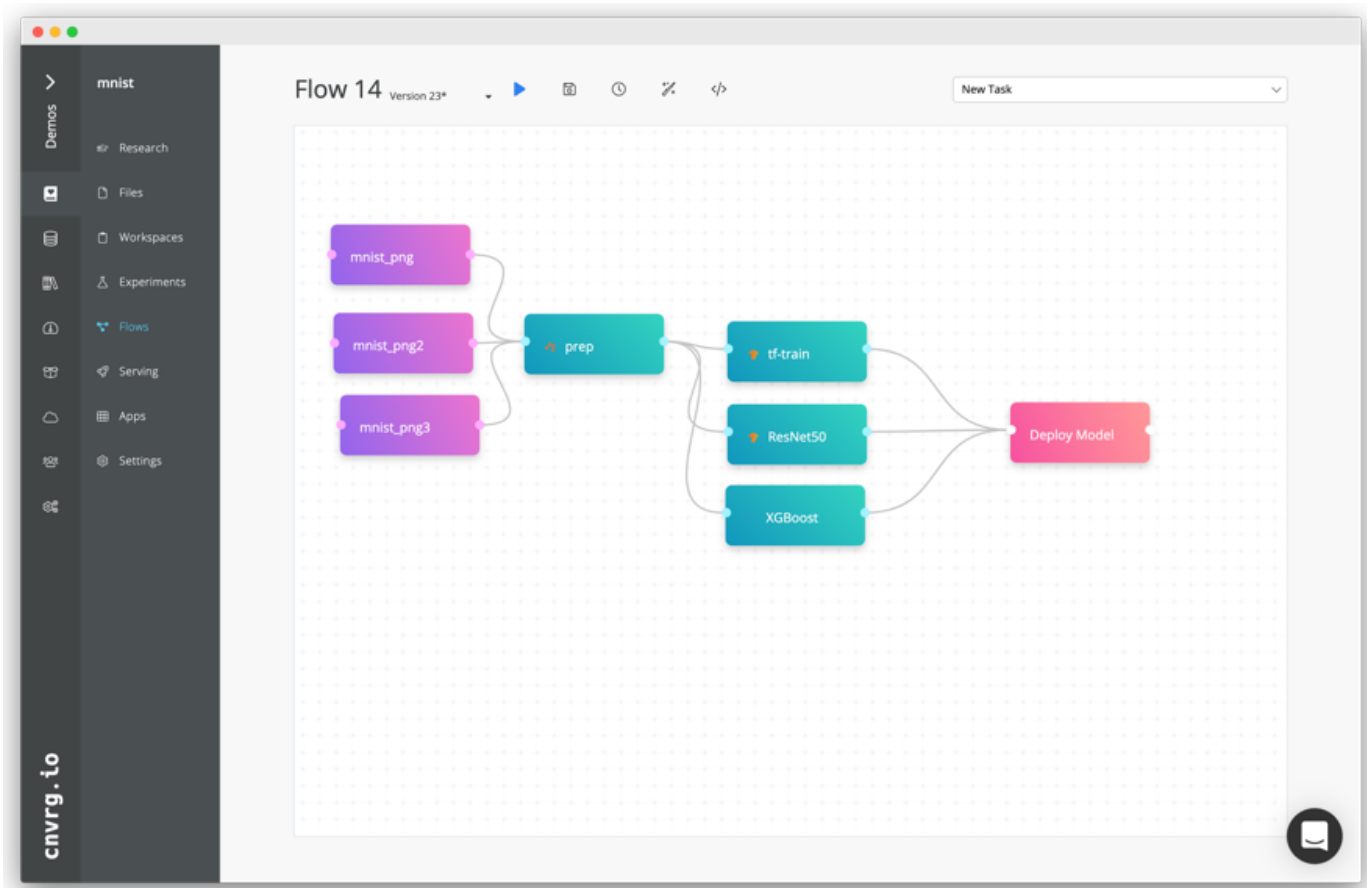 Demos
cnvrg.io
mnist
Research
Files
Workspaces
Experiments
Flows
Serving
Apps
Settings
Flow 14 Version 23*
</>
New Task
mnist_png
mnist_png2
mnist_png3
prep
tf-train
ResNet50
XGBoost
Deploy Model